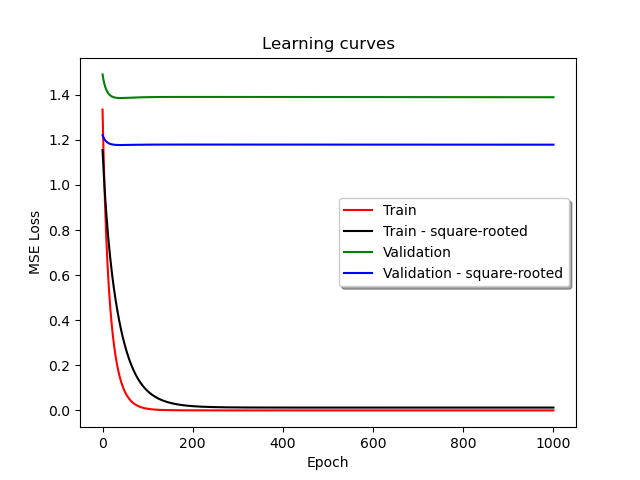 Learning curves
MSE Loss
1.4
1.2
1.0
0.8
0.6
0.4
0.2
0.0
Train
Train - square-rooted
Validation
Validation - square-rooted
0 200 400 600 800 1000
Epoch